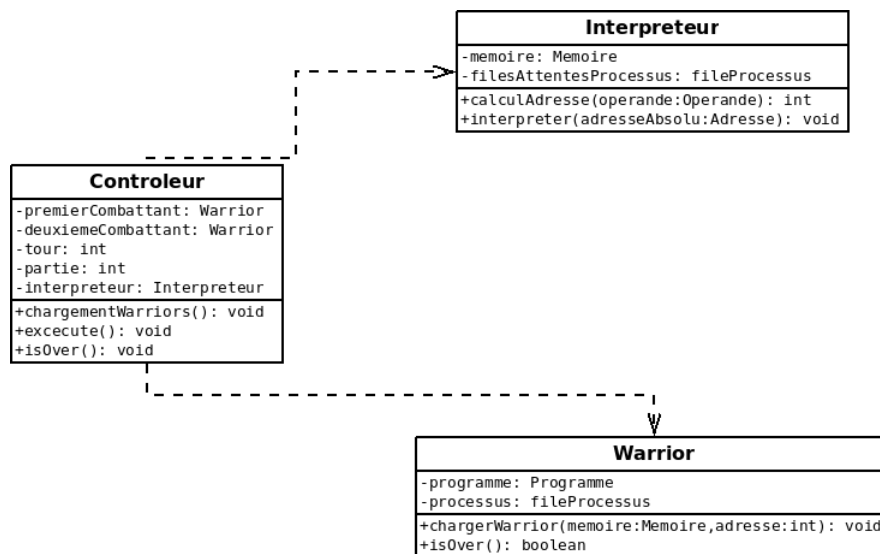 Interpreteur
-memoire: Memoire
-filesAttentesProcessus: fileProcessus
+calculAdresse(operande:Operande): int
+interpreter(adresseAbsolu:Adresse): void
Controleur
-premierCombattant: Warrior
-deuxiemeCombattant: Warrior
-tour: int
-partie: int
-interpreteur: Interpreteur
+chargementWarriors(): void
+excecute(): void
+isOver(): void
Warrior
-programme: Programme
-processus: fileProcessus
+chargerWarrior(memoire:Memoire,adresse:int): void
+isOver(): boolean